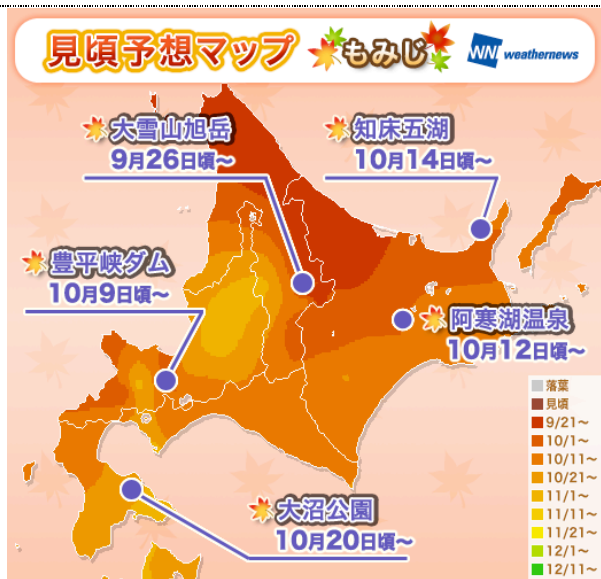 見頃予想マップ もみじ WNI weathernews
大雪山旭岳
9月26日頃～
知床五湖
10月14日頃～
豊平峡ダム
10月9日頃～
阿寒湖温泉
10月12日頃～
大沼公園
10月20日頃～
落葉
見頃
9/21～
10/1～
10/11～
10/21～
11/1～
11/11～
11/21～
12/1～
12/11～